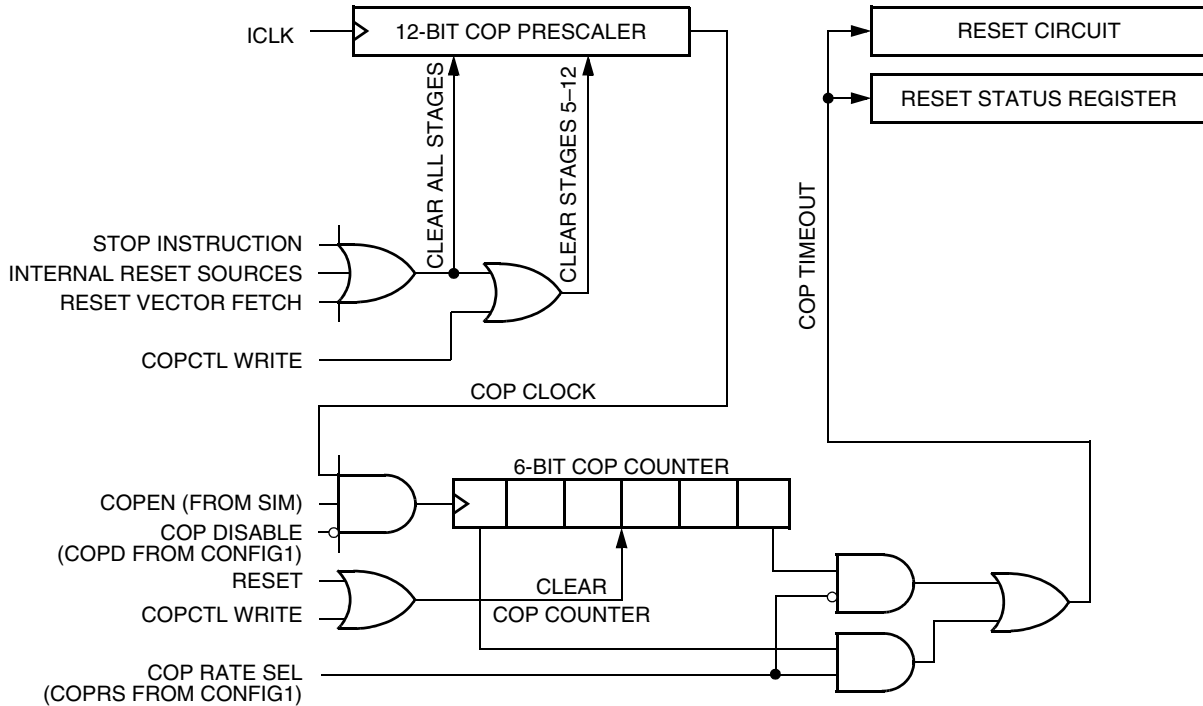 ICLK
12-BIT COP PRESCALER
RESET CIRCUIT
RESET STATUS REGISTER
CLEAR ALL STAGES
CLEAR STAGES 5–12
COP TIMEOUT
STOP INSTRUCTION
INTERNAL RESET SOURCES
RESET VECTOR FETCH
COPCTL WRITE
COP CLOCK
6-BIT COP COUNTER
COPEN (FROM SIM)
COP DISABLE
(COPD FROM CONFIG1)
RESET
COPCTL WRITE
CLEAR
COP COUNTER
COP RATE SEL
(COPRS FROM CONFIG1)